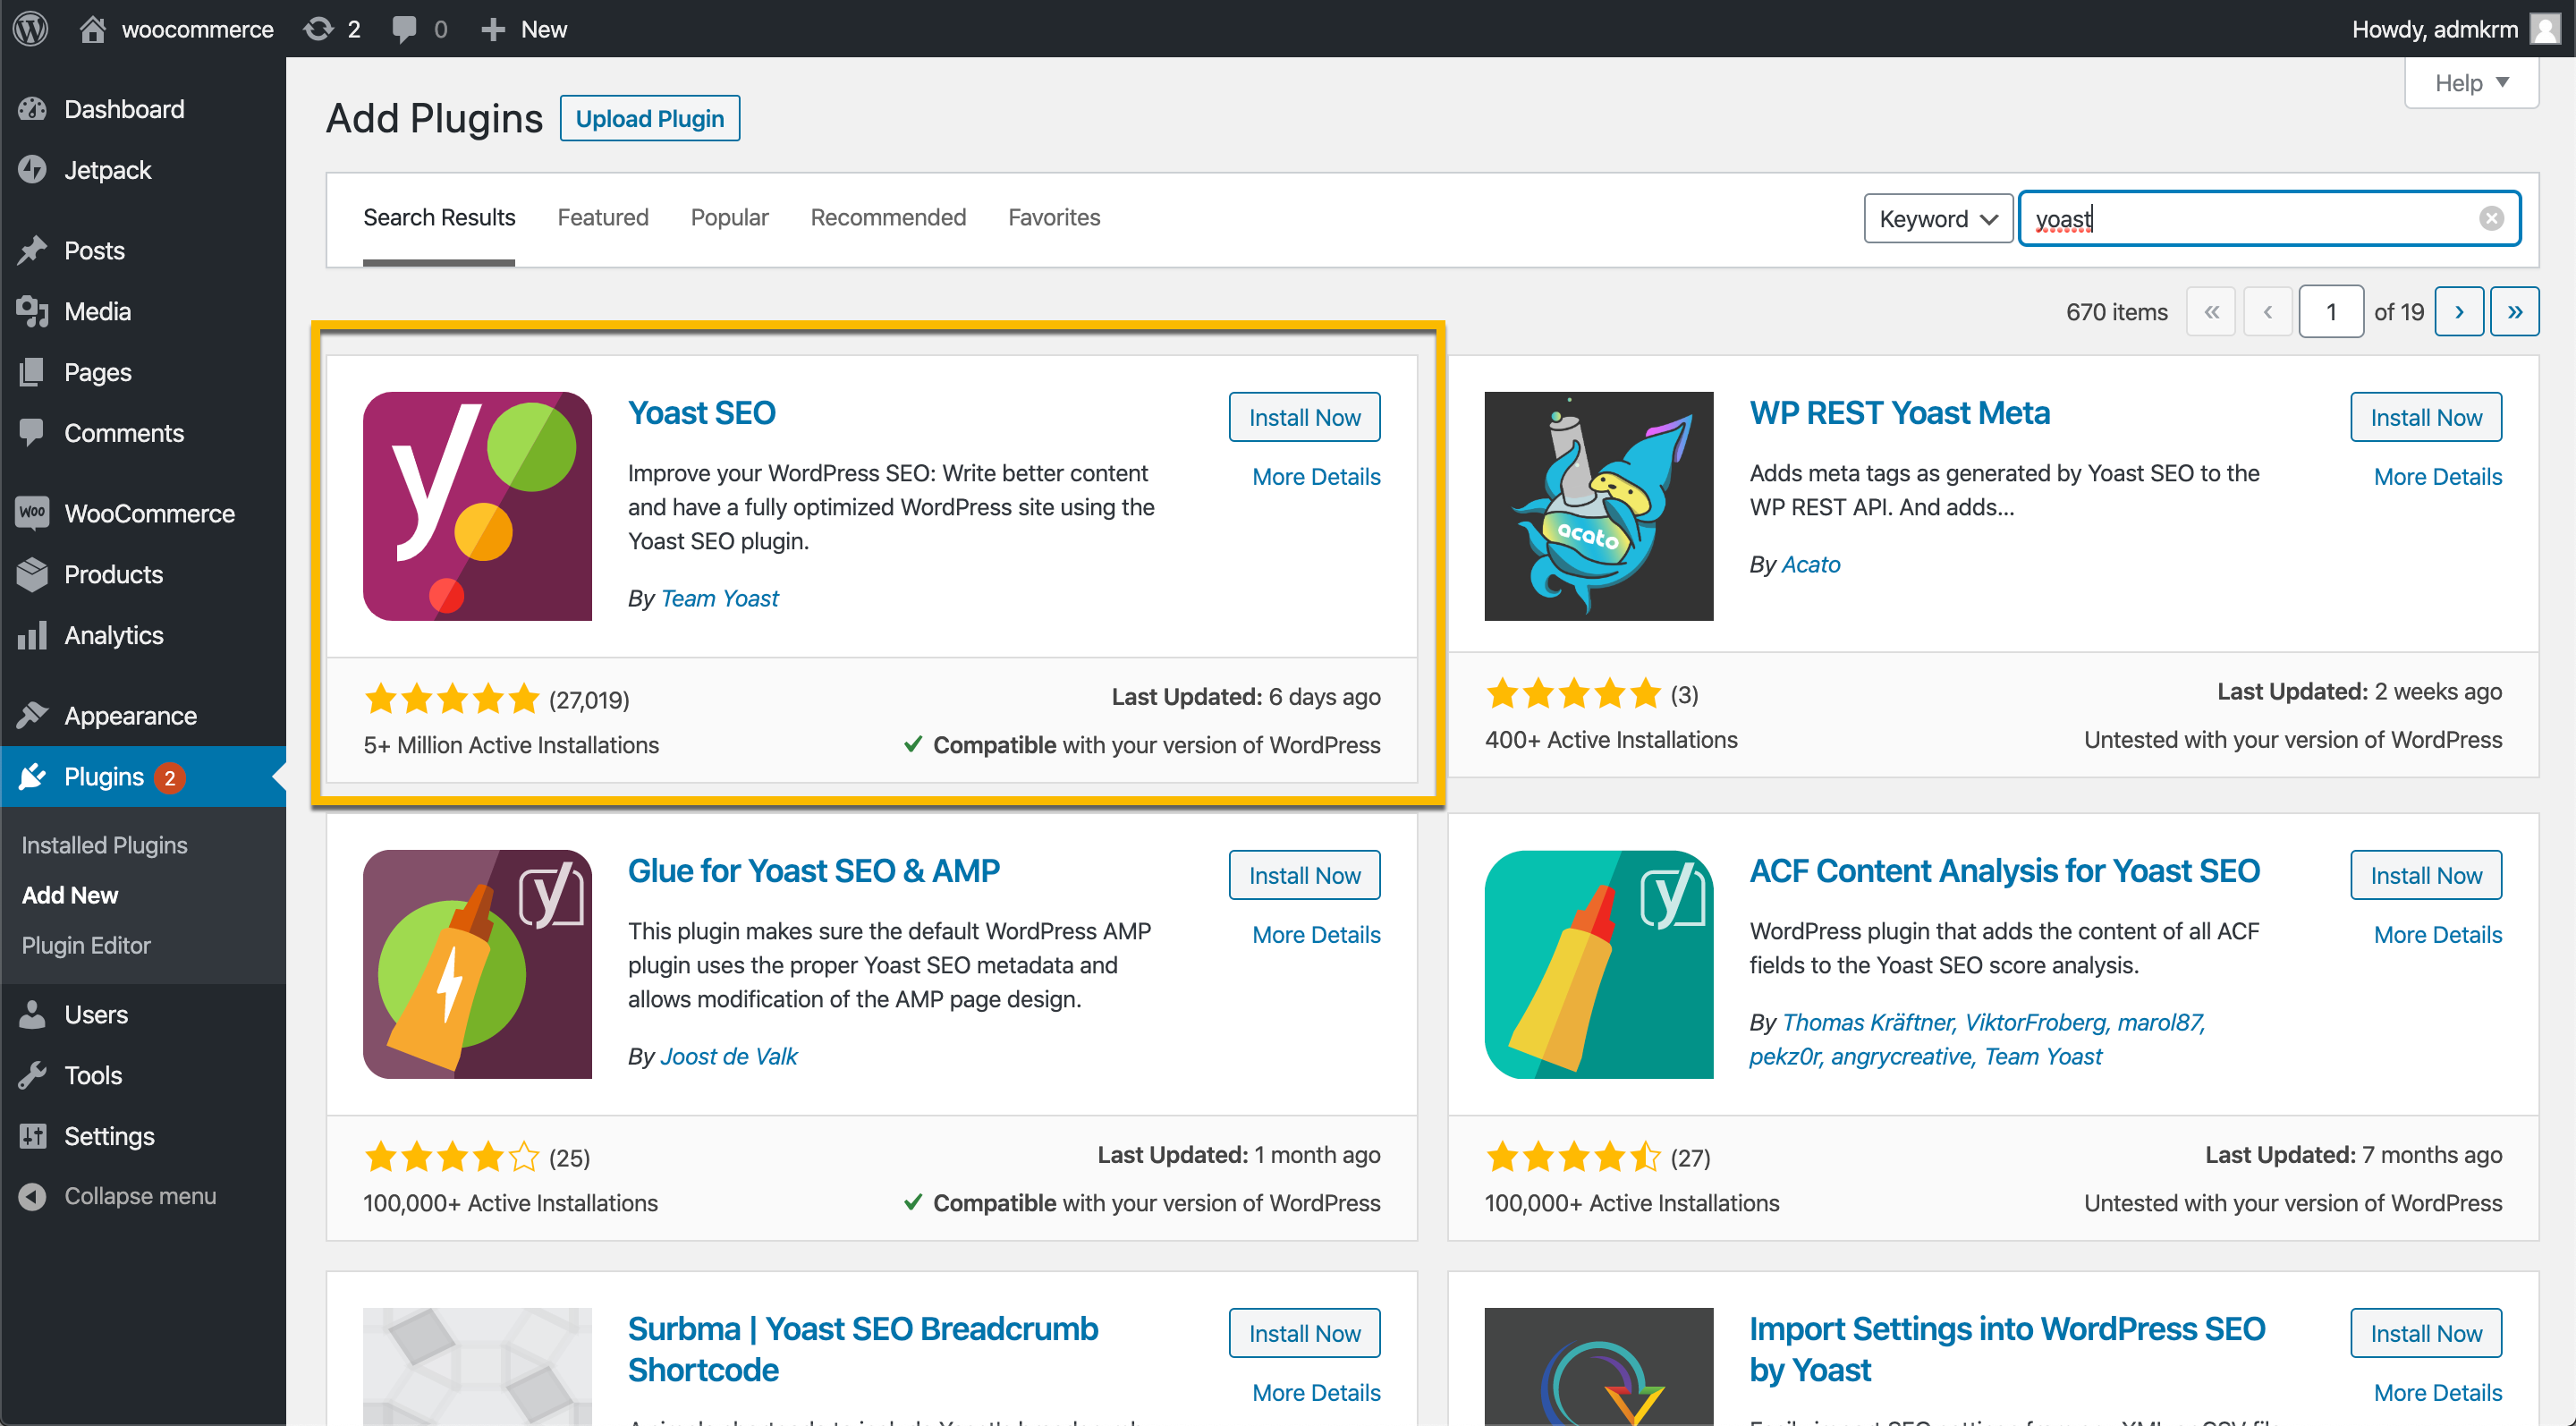 woocommerce 2 0 New Howdy, admkrm
Help
Dashboard
Jetpack
Posts
Media
Pages
Comments
WOO WooCommerce
Products
Analytics
Appearance
Plugins 2
Installed Plugins
Add New
Plugin Editor
Users
Tools
Settings
Collapse menu
Add Plugins Upload Plugin
Search Results Featured Popular Recommended Favorites Keyword yoast
670 items « ‹ 1 of 19 › »
Yoast SEO
Install Now
More Details
Improve your WordPress SEO: Write better content
and have a fully optimized WordPress site using the
Yoast SEO plugin.
By Team Yoast
(27,019)
Last Updated: 6 days ago
5+ Million Active Installations
Compatible with your version of WordPress
acato
WP REST Yoast Meta
Install Now
More Details
Adds meta tags as generated by Yoast SEO to the
WP REST API. And adds...
By Acato
(3)
Last Updated: 2 weeks ago
400+ Active Installations
Untested with your version of WordPress
Glue for Yoast SEO & AMP
Install Now
More Details
This plugin makes sure the default WordPress AMP
plugin uses the proper Yoast SEO metadata and
allows modification of the AMP page design.
By Joost de Valk
(25)
Last Updated: 1 month ago
100,000+ Active Installations
Compatible with your version of WordPress
ACF Content Analysis for Yoast SEO
Install Now
More Details
WordPress plugin that adds the content of all ACF
fields to the Yoast SEO score analysis.
By Thomas Kräftner, ViktorFroberg, marol87,
pekz0r, angrycreative, Team Yoast
(27)
Last Updated: 7 months ago
100,000+ Active Installations
Untested with your version of WordPress
Surbma | Yoast SEO Breadcrumb
Shortcode
Install Now
More Details
Import Settings into WordPress SEO
by Yoast
Install Now
More Details